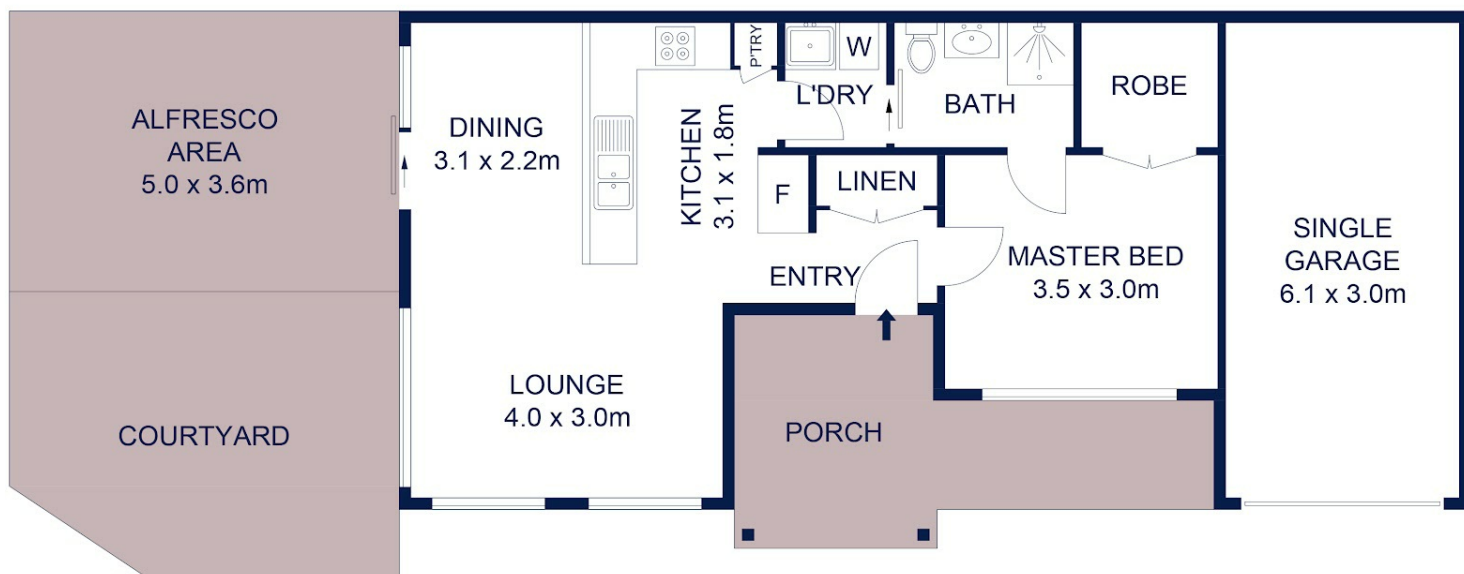 ALFRESCO
AREA
5.0 x 3.6m
COURTYARD
DINING
3.1 x 2.2m
KITCHEN
3.1 x 1.8m
P'TRY
W
L'DRY
BATH
ROBE
F
LINEN
ENTRY
MASTER BED
3.5 x 3.0m
SINGLE
GARAGE
6.1 x 3.0m
LOUNGE
4.0 x 3.0m
PORCH